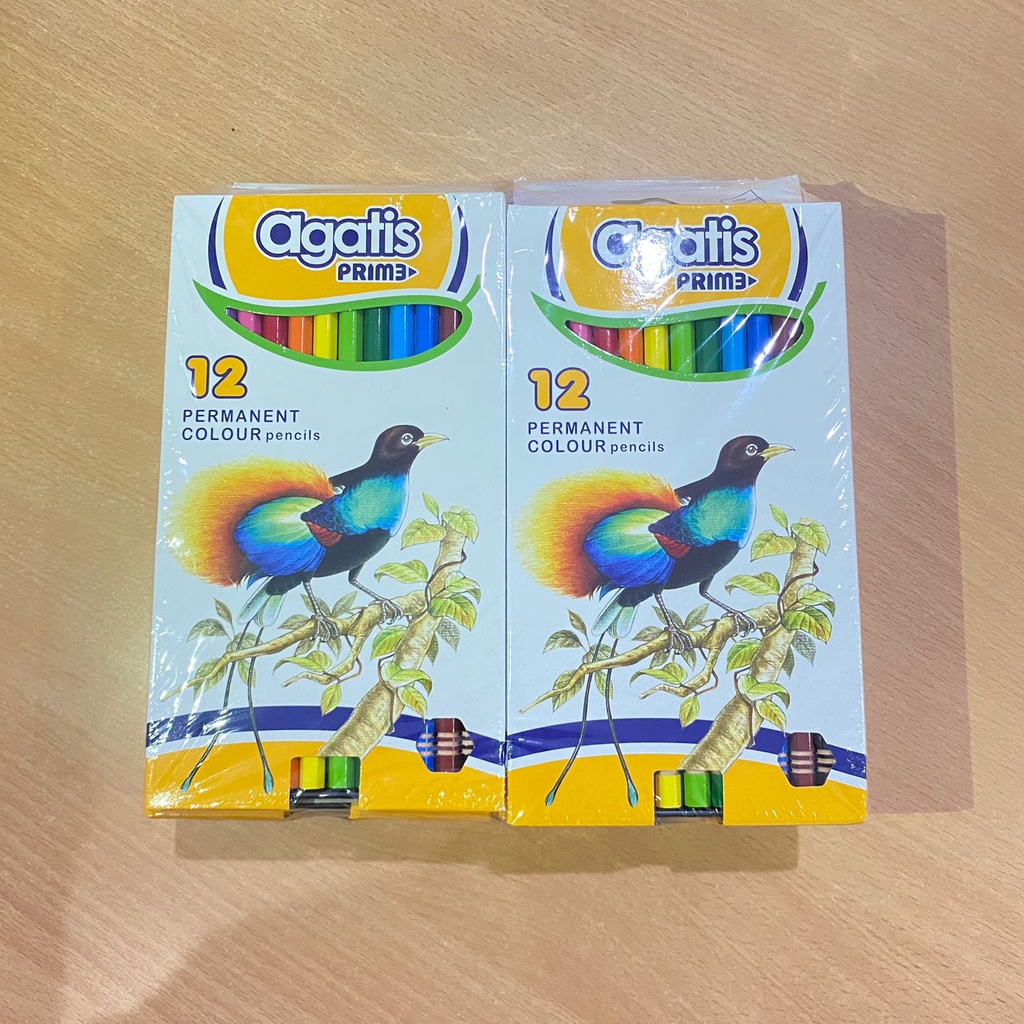 agatis
PRIM3
12
PERMANENT
COLOUR pencils
agatis
PRIM3
12
PERMANENT
COLOUR pencils